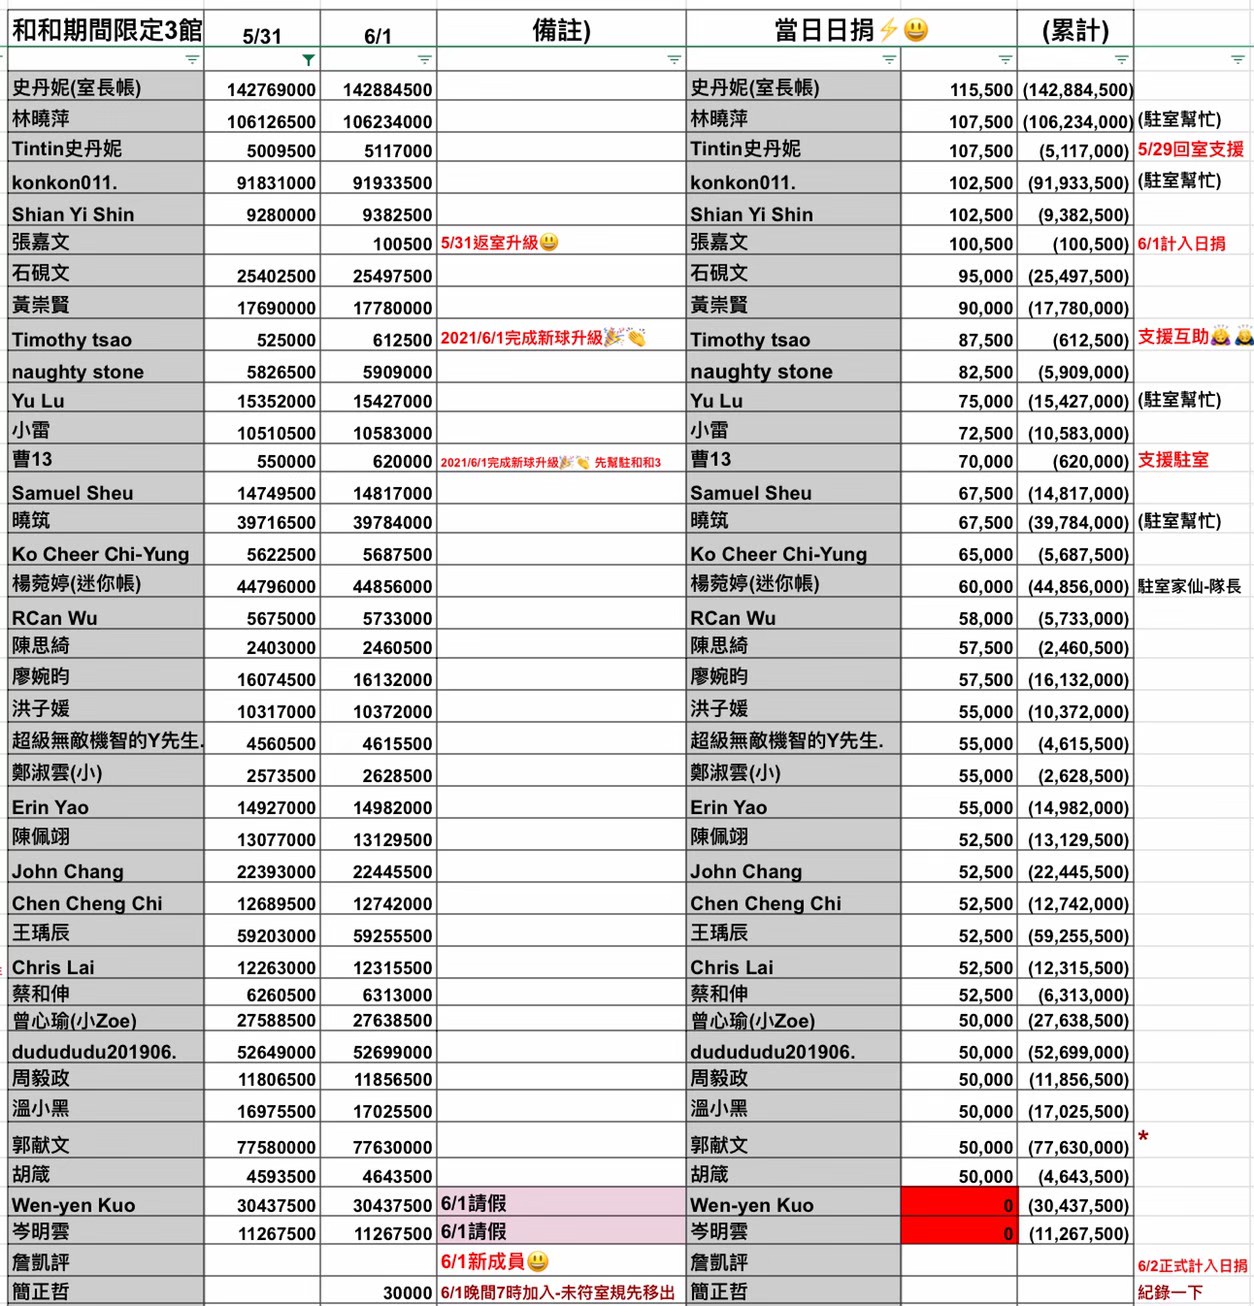 和和期間限定3館 5/31 6/1 備註) 當日日捐⚡😃 (累計)
史丹妮(室長帳) 142769000 142884500 史丹妮(室長帳) 115,500 (142,884,500)
林曉萍 106126500 106234000 林曉萍 107,500 (106,234,000) (駐室幫忙)
Tintin史丹妮 5009500 5117000 Tintin史丹妮 107,500 (5,117,000) 5/29回室支援
konkon011. 91831000 91933500 konkon011. 102,500 (91,933,500) (駐室幫忙)
Shian Yi Shin 9280000 9382500 Shian Yi Shin 102,500 (9,382,500)
張嘉文 100500 5/31返室升級😃 張嘉文 100,500 (100,500) 6/1計入日捐
石硯文 25402500 25497500 石硯文 95,000 (25,497,500)
黃崇賢 17690000 17780000 黃崇賢 90,000 (17,780,000)
Timothy tsao 525000 612500 2021/6/1完成新球升級🎉👏 Timothy tsao 87,500 (612,500) 支援互助🙇‍♀️🙇
naughty stone 5826500 5909000 naughty stone 82,500 (5,909,000)
Yu Lu 15352000 15427000 Yu Lu 75,000 (15,427,000) (駐室幫忙)
小雷 10510500 10583000 小雷 72,500 (10,583,000)
曹13 550000 620000 2021/6/1完成新球升級🎉👏 先幫駐和和3 曹13 70,000 (620,000) 支援駐室
Samuel Sheu 14749500 14817000 Samuel Sheu 67,500 (14,817,000)
曉筑 39716500 39784000 曉筑 67,500 (39,784,000) (駐室幫忙)
Ko Cheer Chi-Yung 5622500 5687500 Ko Cheer Chi-Yung 65,000 (5,687,500)
楊菀婷(迷你帳) 44796000 44856000 楊菀婷(迷你帳) 60,000 (44,856,000) 駐室家仙-隊長
RCan Wu 5675000 5733000 RCan Wu 58,000 (5,733,000)
陳思綺 2403000 2460500 陳思綺 57,500 (2,460,500)
廖婉昀 16074500 16132000 廖婉昀 57,500 (16,132,000)
洪子媛 10317000 10372000 洪子媛 55,000 (10,372,000)
超級無敵機智的Y先生. 4560500 4615500 超級無敵機智的Y先生. 55,000 (4,615,500)
鄭淑雲(小) 2573500 2628500 鄭淑雲(小) 55,000 (2,628,500)
Erin Yao 14927000 14982000 Erin Yao 55,000 (14,982,000)
陳佩翊 13077000 13129500 陳佩翊 52,500 (13,129,500)
John Chang 22393000 22445500 John Chang 52,500 (22,445,500)
Chen Cheng Chi 12689500 12742000 Chen Cheng Chi 52,500 (12,742,000)
王瑀辰 59203000 59255500 王瑀辰 52,500 (59,255,500)
Chris Lai 12263000 12315500 Chris Lai 52,500 (12,315,500)
蔡和伸 6260500 6313000 蔡和伸 52,500 (6,313,000)
曾心瑜(小Zoe) 27588500 27638500 曾心瑜(小Zoe) 50,000 (27,638,500)
dudududu201906. 52649000 52699000 dudududu201906. 50,000 (52,699,000)
周毅政 11806500 11856500 周毅政 50,000 (11,856,500)
溫小黑 16975500 17025500 溫小黑 50,000 (17,025,500)
郭献文 77580000 77630000 郭献文 50,000 (77,630,000) *
胡箴 4593500 4643500 胡箴 50,000 (4,643,500)
Wen-yen Kuo 30437500 30437500 6/1請假 Wen-yen Kuo 0 (30,437,500)
岑明雲 11267500 11267500 6/1請假 岑明雲 0 (11,267,500)
詹凱評 6/1新成員😃 詹凱評 6/2正式計入日捐
簡正哲 30000 6/1晚間7時加入-未符室規先移出 簡正哲 紀錄一下